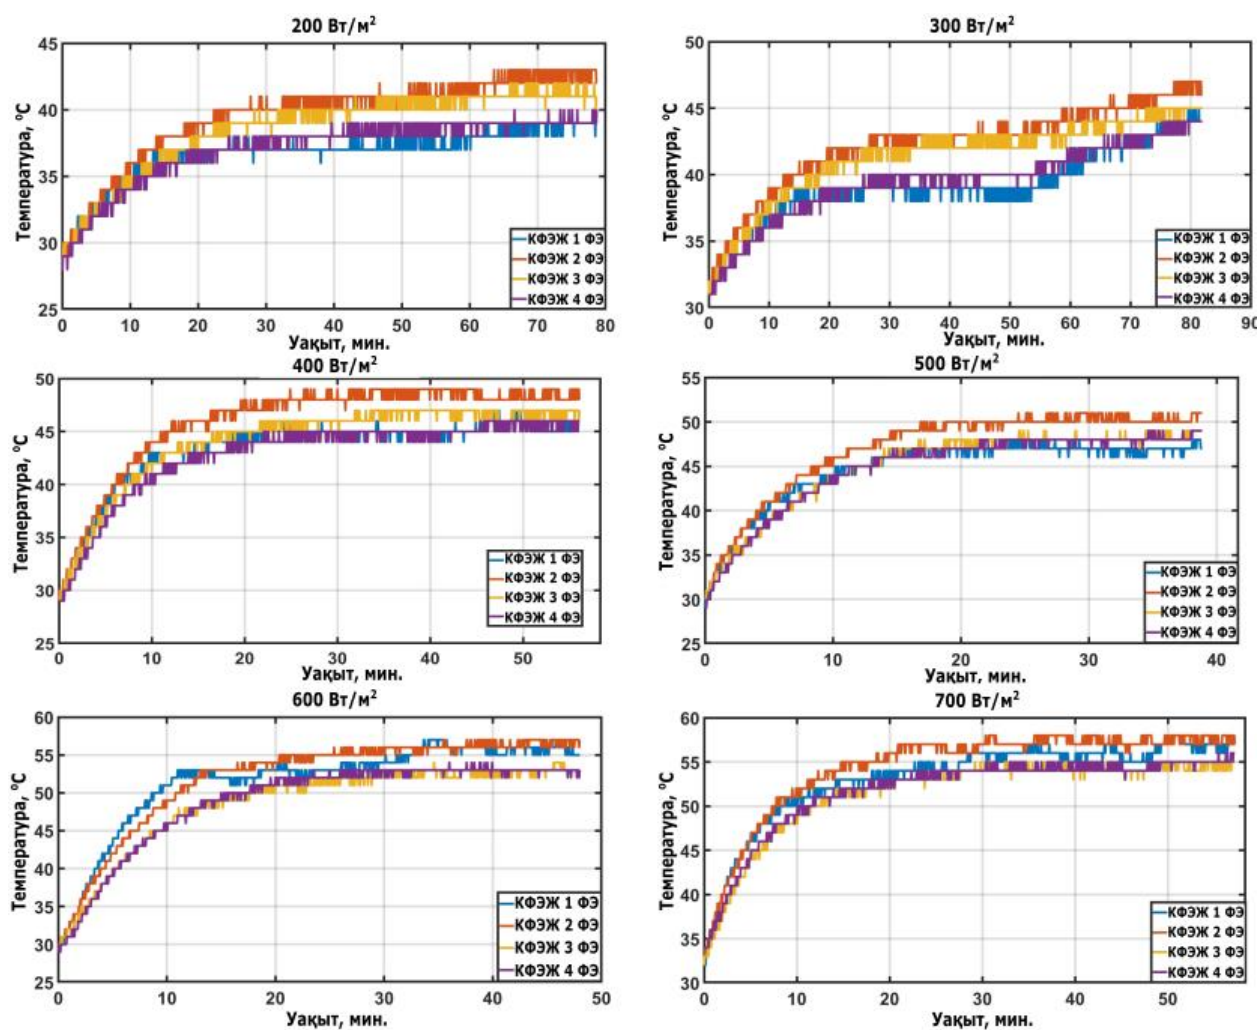 200 Вт/м²
Температура, °C
45
40
35
30
25
0 10 20 30 40 50 60 70 80
Уақыт, мин.
КФЭЖ 1 ФЭ
КФЭЖ 2 ФЭ
КФЭЖ 3 ФЭ
КФЭЖ 4 ФЭ
300 Вт/м²
Температура, °C
50
45
40
35
30
0 10 20 30 40 50 60 70 80 90
Уақыт, мин.
КФЭЖ 1 ФЭ
КФЭЖ 2 ФЭ
КФЭЖ 3 ФЭ
КФЭЖ 4 ФЭ
400 Вт/м²
Температура, °C
50
45
40
35
30
25
0 10 20 30 40 50
Уақыт, мин.
КФЭЖ 1 ФЭ
КФЭЖ 2 ФЭ
КФЭЖ 3 ФЭ
КФЭЖ 4 ФЭ
500 Вт/м²
Температура, °C
55
50
45
40
35
30
25
0 10 20 30 40
Уақыт, мин.
КФЭЖ 1 ФЭ
КФЭЖ 2 ФЭ
КФЭЖ 3 ФЭ
КФЭЖ 4 ФЭ
600 Вт/м²
Температура, °C
60
55
50
45
40
35
30
25
0 10 20 30 40 50
Уақыт, мин.
КФЭЖ 1 ФЭ
КФЭЖ 2 ФЭ
КФЭЖ 3 ФЭ
КФЭЖ 4 ФЭ
700 Вт/м²
Температура, °C
60
55
50
45
40
35
30
0 10 20 30 40 50
Уақыт, мин.
КФЭЖ 1 ФЭ
КФЭЖ 2 ФЭ
КФЭЖ 3 ФЭ
КФЭЖ 4 ФЭ